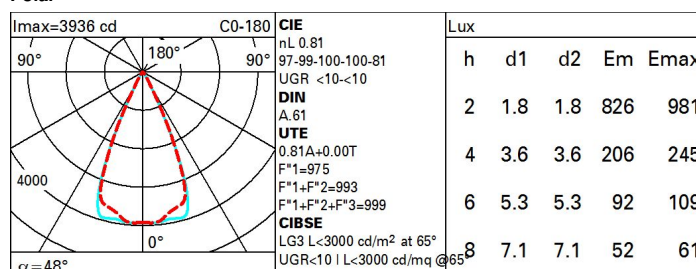 Imax=3936 cd C0-180
90° 180° 90°
4000
0°
α=48°
CIE
nL 0.81
97-99-100-100-81
UGR <10-<10
DIN
A.61
UTE
0.81A+0.00T
F"1=975
F"1+F"2=993
F"1+F"2+F"3=999
CIBSE
LG3 L<3000 cd/m² at 65°
UGR<10 | L<3000 cd/mq @65°
Lux
h d1 d2 Em Emax
2 1.8 1.8 826 981
4 3.6 3.6 206 245
6 5.3 5.3 92 109
8 7.1 7.1 52 61